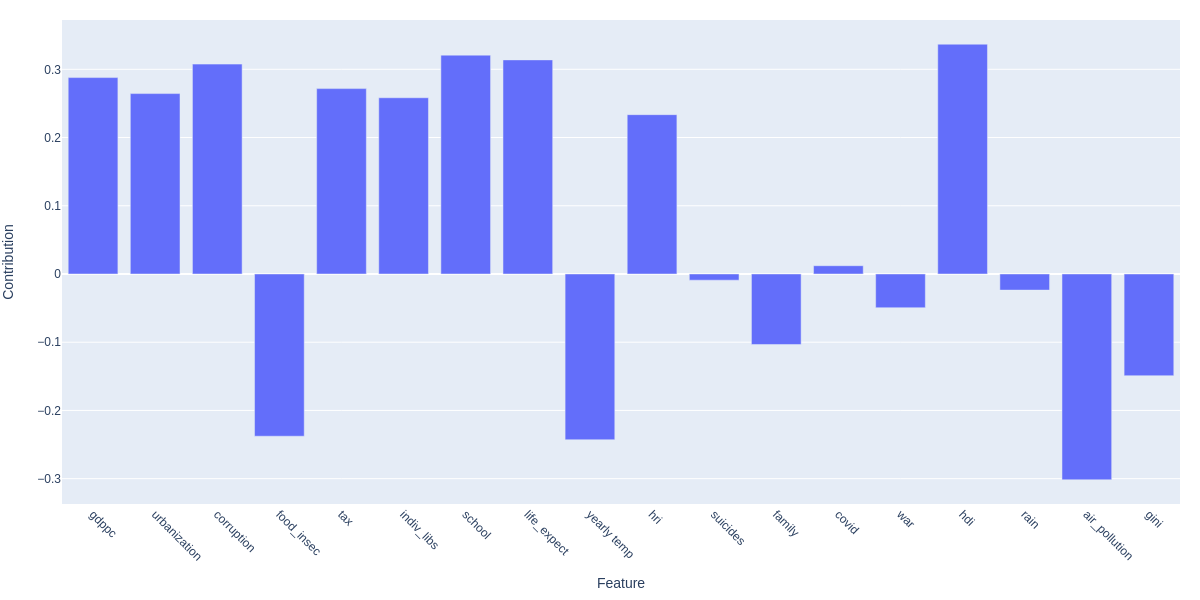 0.3
0.2
0.1
0
−0.1
−0.2
−0.3
Contribution
gdppc
urbanization
corruption
food_insec
tax
indiv_libs
school
life_expect
yearly temp
hri
suicides
family
covid
war
hdi
rain
air_pollution
gini
Feature